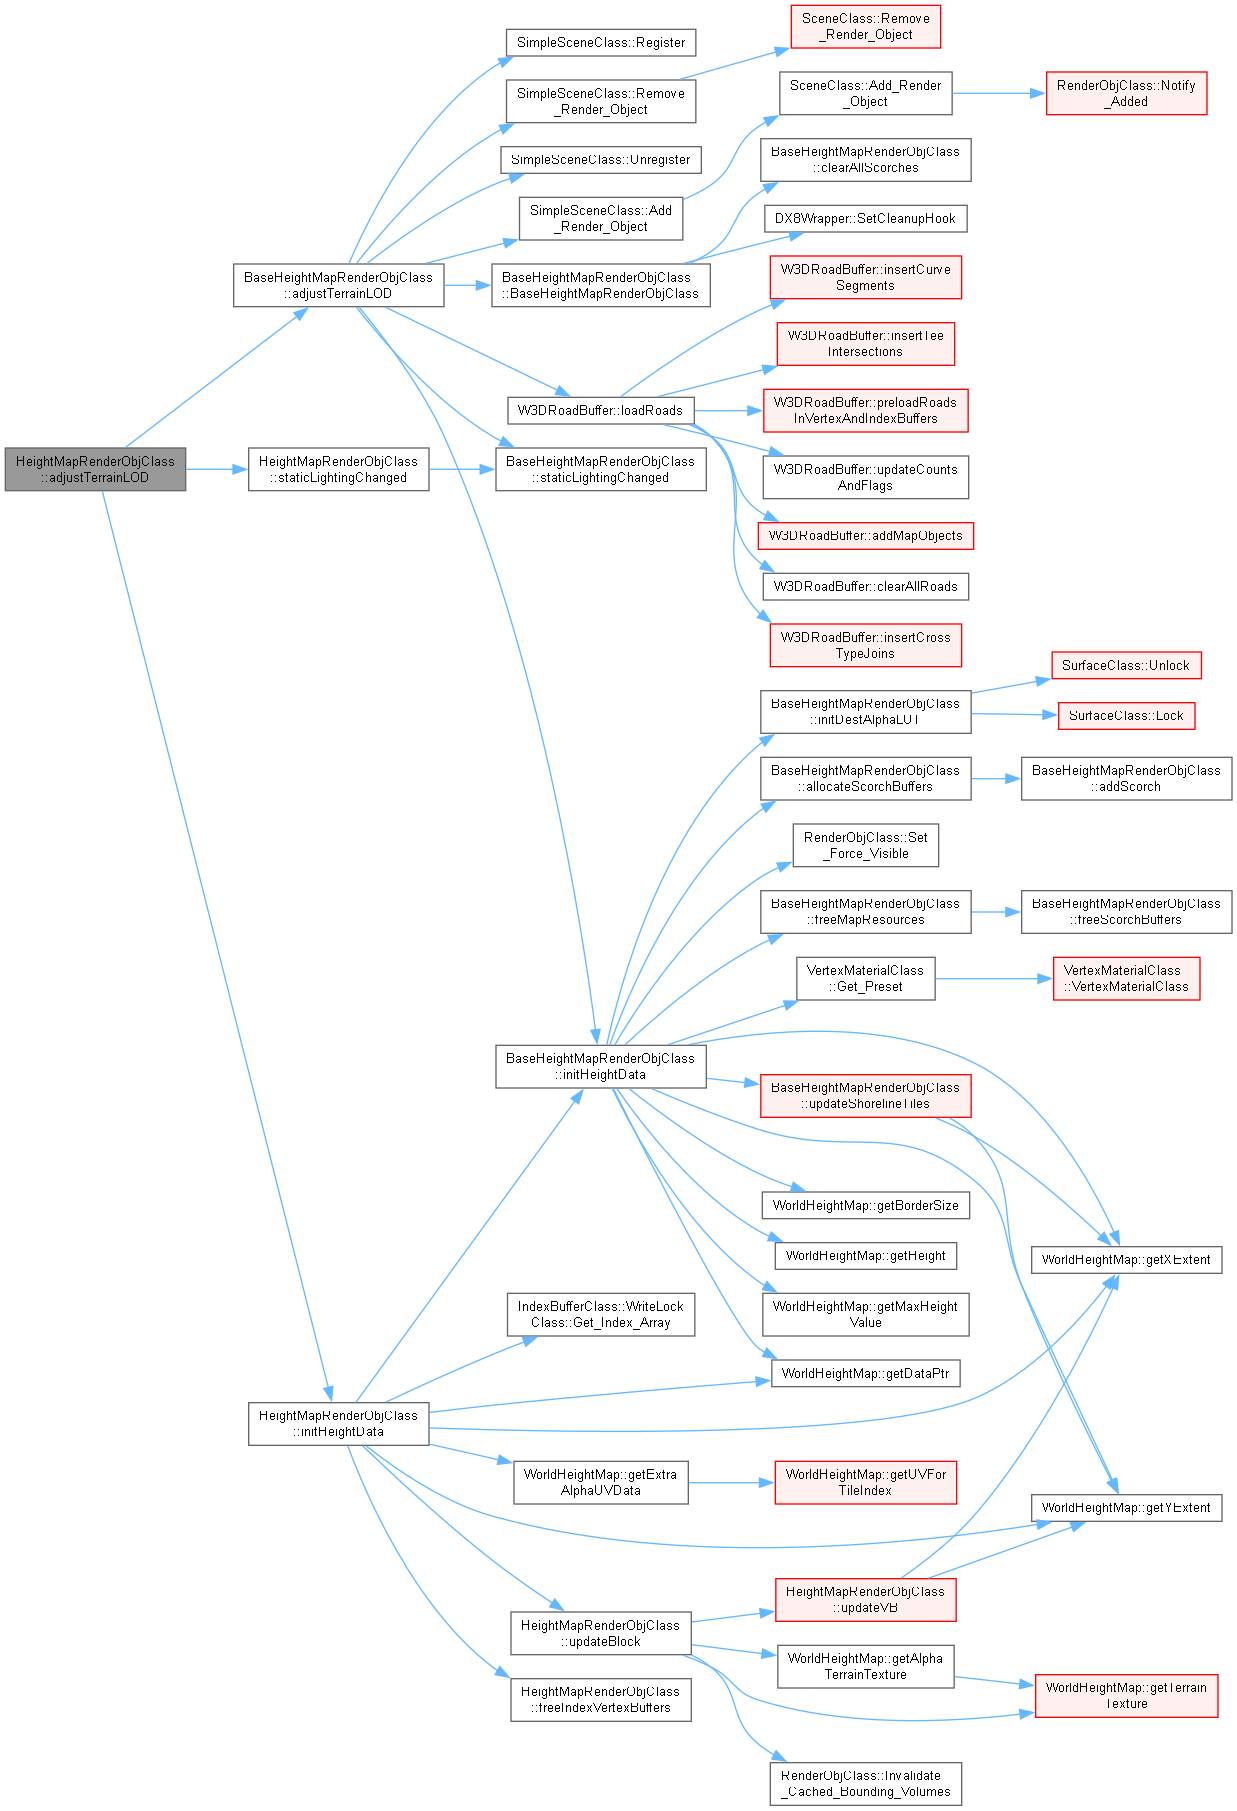 SceneClass::Remove
_Render_Object
SimpleSceneClass::Register
SimpleSceneClass::Remove
_Render_Object
SceneClass::Add_Render
_Object
RenderObjClass::Notify
_Added
SimpleSceneClass::Unregister
BaseHeightMapRenderObjClass
::clearAllScorches
SimpleSceneClass::Add
_Render_Object
DX8Wrapper::SetCleanupHook
BaseHeightMapRenderObjClass
::adjustTerrainLOD
BaseHeightMapRenderObjClass
::BaseHeightMapRenderObjClass
W3DRoadBuffer::insertCurve
Segments
W3DRoadBuffer::insertTee
Intersections
W3DRoadBuffer::loadRoads
W3DRoadBuffer::preloadRoads
InVertexAndIndexBuffers
HeightMapRenderObjClass
::adjustTerrainLOD
HeightMapRenderObjClass
::staticLightingChanged
BaseHeightMapRenderObjClass
::staticLightingChanged
W3DRoadBuffer::updateCounts
AndFlags
W3DRoadBuffer::addMapObjects
W3DRoadBuffer::clearAllRoads
W3DRoadBuffer::insertCross
TypeJoins
SurfaceClass::Unlock
BaseHeightMapRenderObjClass
::initDestAlphaLUT
SurfaceClass::Lock
BaseHeightMapRenderObjClass
::allocateScorchBuffers
BaseHeightMapRenderObjClass
::addScorch
RenderObjClass::Set
_Force_Visible
BaseHeightMapRenderObjClass
::freeMapResources
BaseHeightMapRenderObjClass
::freeScorchBuffers
VertexMaterialClass
::Get_Preset
VertexMaterialClass
::VertexMaterialClass
BaseHeightMapRenderObjClass
::initHeightData
BaseHeightMapRenderObjClass
::updateShorelineTiles
WorldHeightMap::getBorderSize
WorldHeightMap::getHeight
WorldHeightMap::getXExtent
IndexBufferClass::WriteLock
Class::Get_Index_Array
WorldHeightMap::getMaxHeight
Value
WorldHeightMap::getDataPtr
HeightMapRenderObjClass
::initHeightData
WorldHeightMap::getExtra
AlphaUVData
WorldHeightMap::getUVFor
TileIndex
WorldHeightMap::getYExtent
HeightMapRenderObjClass
::updateVB
HeightMapRenderObjClass
::updateBlock
WorldHeightMap::getAlpha
TerrainTexture
HeightMapRenderObjClass
::freeIndexVertexBuffers
WorldHeightMap::getTerrain
Texture
RenderObjClass::Invalidate
_Cached_Bounding_Volumes